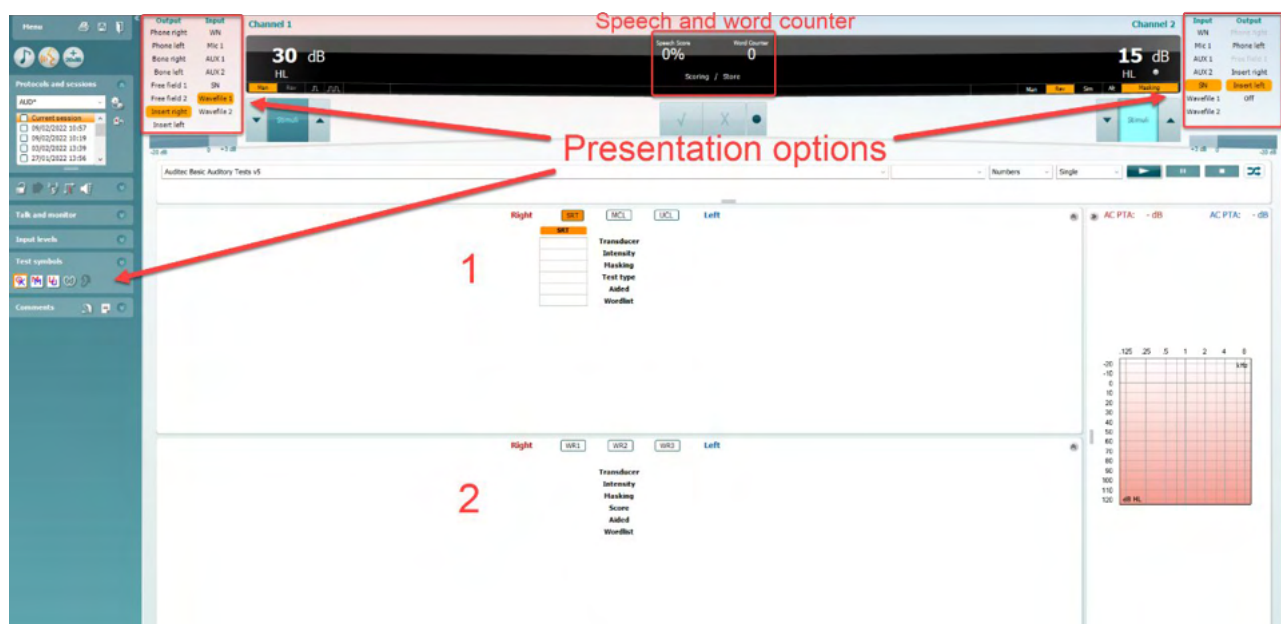 Menu
Protocols and sessions
AUD*
Current session
09/02/2022 10:57
09/02/2022 10:19
03/02/2022 13:39
27/01/2022 13:56
Talk and monitor
Input levels
Test symbols
Comments
Output Input
Phone right WN
Phone left Mic 1
Bone right AUX 1
Bone left AUX 2
Free field 1 SN
Free field 2 Wavefile 1
Insert right Wavefile 2
Insert left
Channel 1
Speech and word counter
Channel 2
30 dB
HL
Man Rev
Speech Score Word Counter
0% 0
Scoring / Store
15 dB
HL
Man Rev Sim Alt Masking
Input Output
WN Phone right
Mic 1 Phone left
AUX 1 Free field 1
AUX 2 Insert right
SN Insert left
Wavefile 1 Off
Wavefile 2
Stimuli
Stimuli
Presentation options
Auditec Basic Auditory Tests v5
Numbers
Single
Right SRT MCL UCL Left
SRT
1
Transducer
Intensity
Masking
Test type
Aided
Wordlist
AC PTA: - dB AC PTA: - dB
Right WR1 WR2 WR3 Left
2
Transducer
Intensity
Masking
Score
Aided
Wordlist
.125 .25 .5 1 2 4 8
kHz
-20
-10
0
10
20
30
40
50
60
70
80
90
100
110
120
dB HL